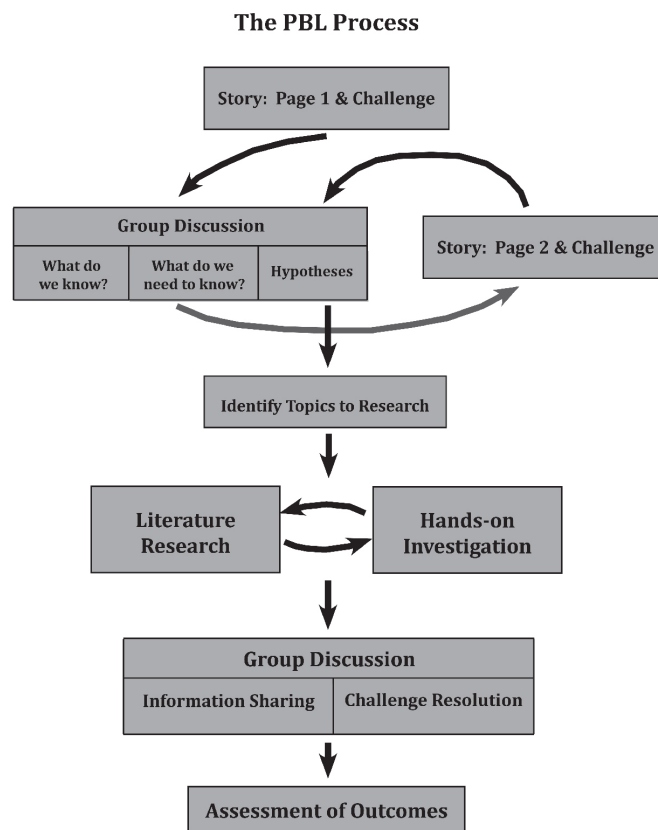 The PBL Process
Story: Page 1 & Challenge
Group Discussion
What do
we know?
What do we
need to know?
Hypotheses
Story: Page 2 & Challenge
Identify Topics to Research
Literature
Research
Hands-on
Investigation
Group Discussion
Information Sharing
Challenge Resolution
Assessment of Outcomes